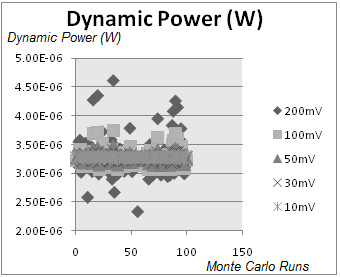 Dynamic Power (W)
Dynamic Power (W)
5.00E-06
4.50E-06
4.00E-06
3.50E-06
3.00E-06
2.50E-06
2.00E-06
0
50
100
150
Monte Carlo Runs
200mV
100mV
50mV
30mV
10mV